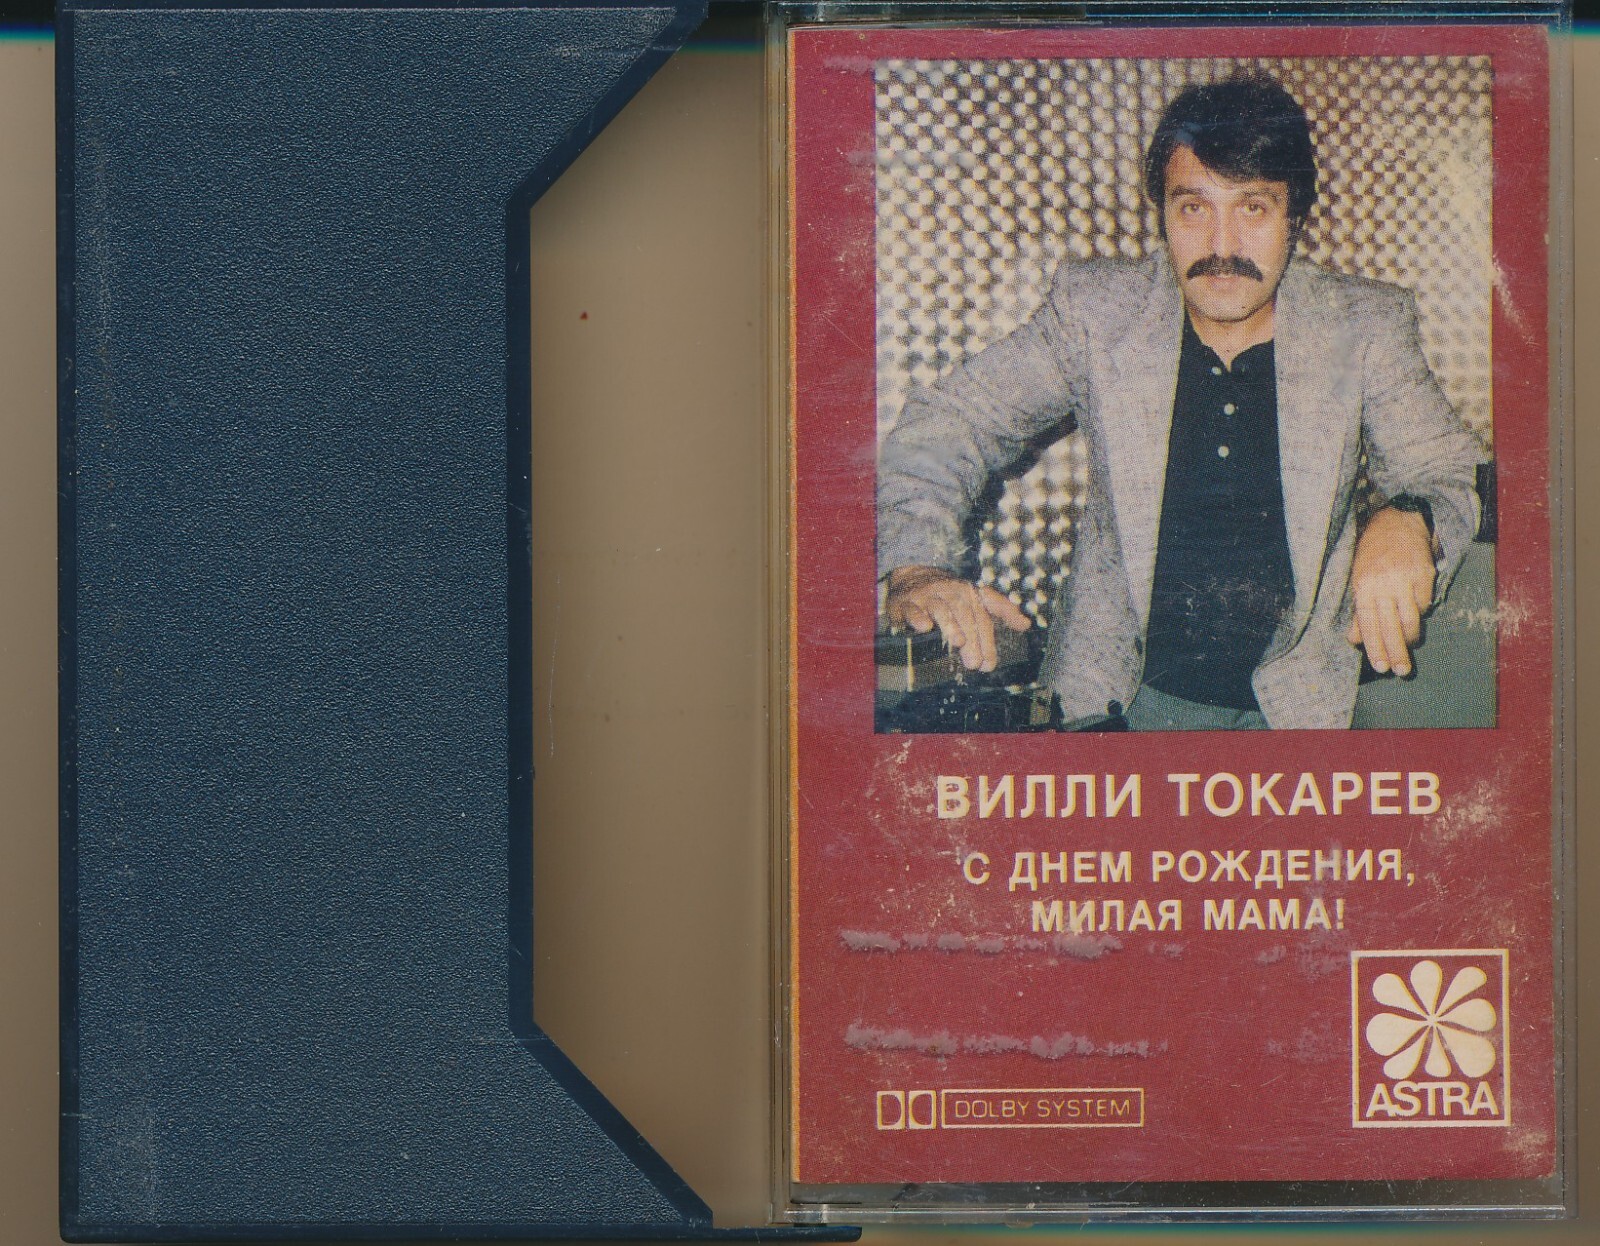 ВИЛЛИ ТОКАРЕВ
С ДНЕМ РОЖДЕНИЯ,
МИЛАЯ МАМА!
DOLBY SYSTEM
ASTRA